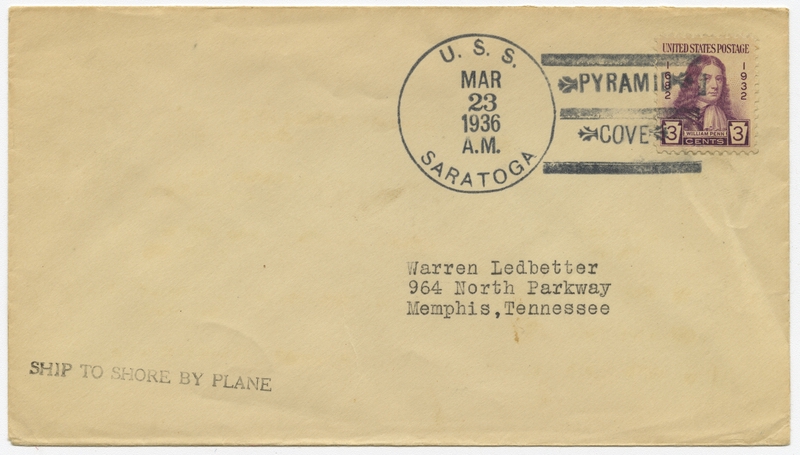 U. S. S.
MAR
23
1936
A.M.
SARATOGA
PYRAMID
COVE
UNITED STATES POSTAGE
1682
1932
WILLIAM PENN
3 CENTS 3
Warren Ledbetter
964 North Parkway
Memphis,Tennessee
SHIP TO SHORE BY PLANE